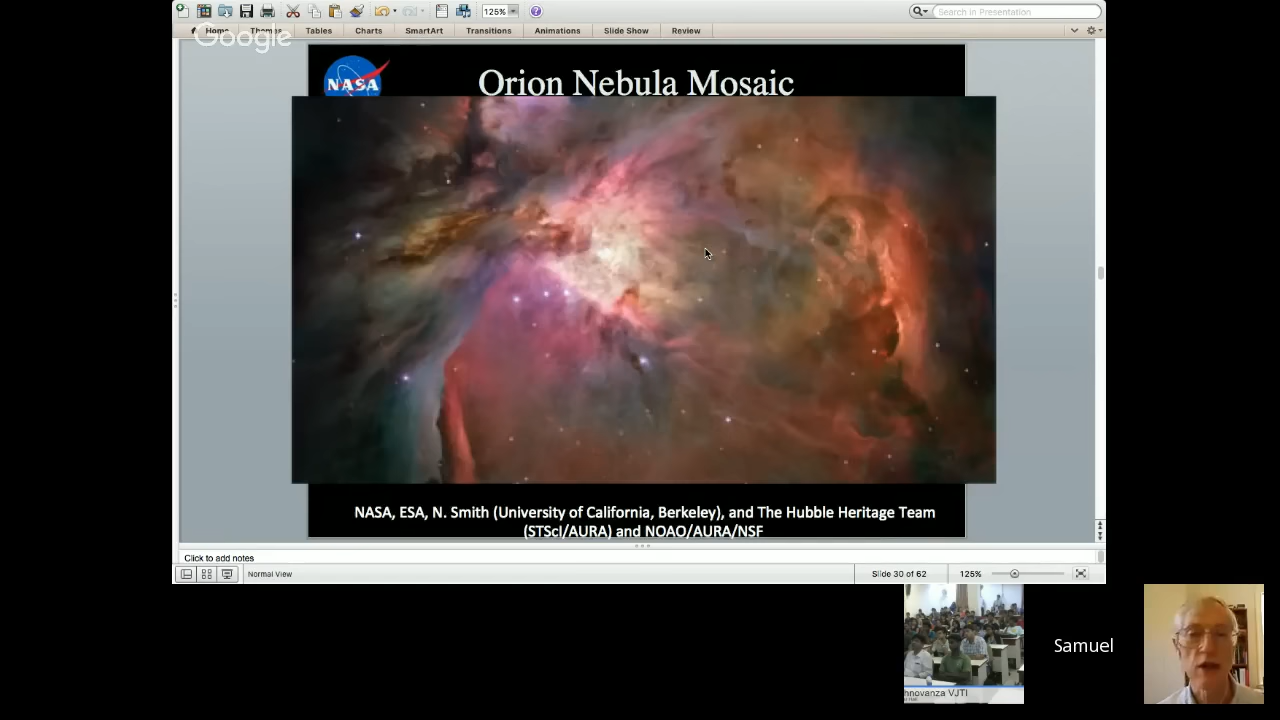 125%
Search in Presentation
Home Themes Tables Charts SmartArt Transitions Animations Slide Show Review
Google
NASA
Orion Nebula Mosaic
NASA, ESA, N. Smith (University of California, Berkeley), and The Hubble Heritage Team
(STScI/AURA) and NOAO/AURA/NSF
Click to add notes
Normal View
Slide 30 of 62
125%
Samuel
hnovanza VJTI